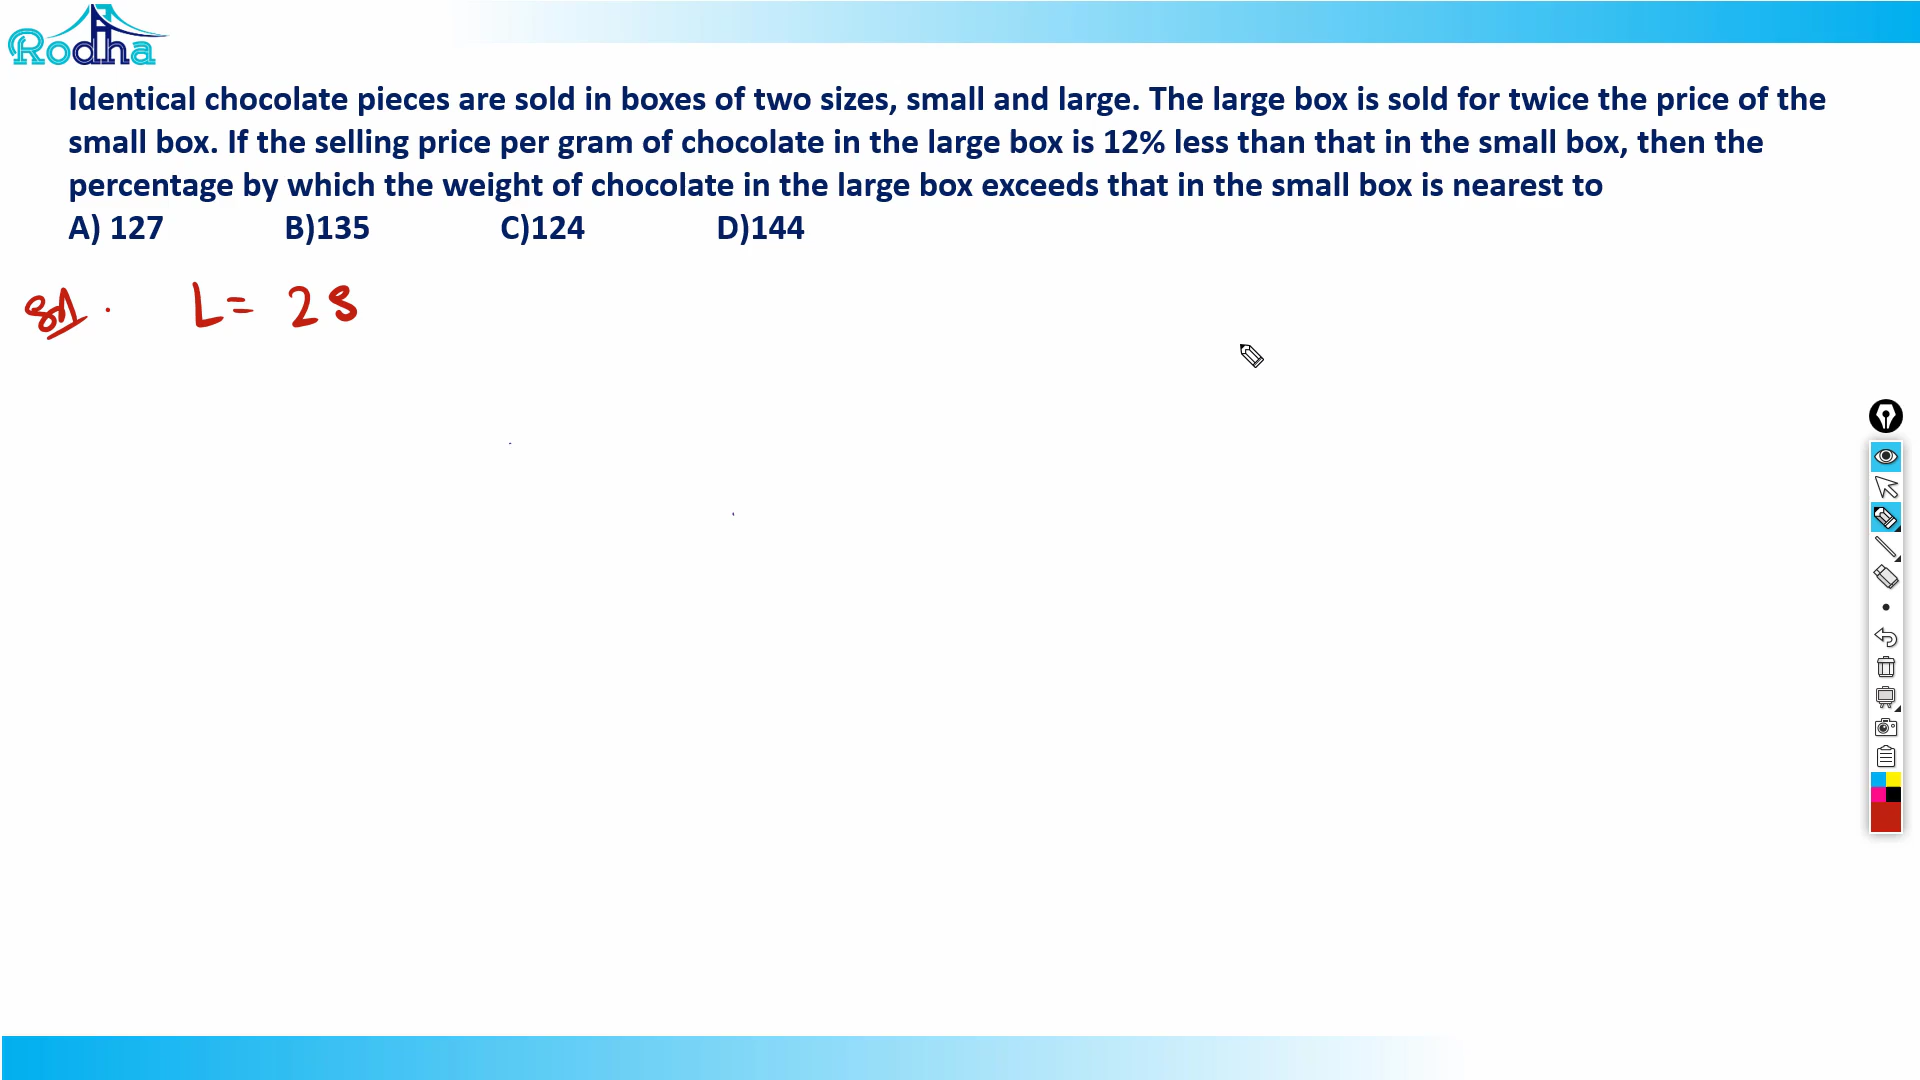 Rodha
Identical chocolate pieces are sold in boxes of two sizes, small and large. The large box is sold for twice the price of the
small box. If the selling price per gram of chocolate in the large box is 12% less than that in the small box, then the
percentage by which the weight of chocolate in the large box exceeds that in the small box is nearest to
A) 127 B)135 C)124 D)144
SP. L= 2S